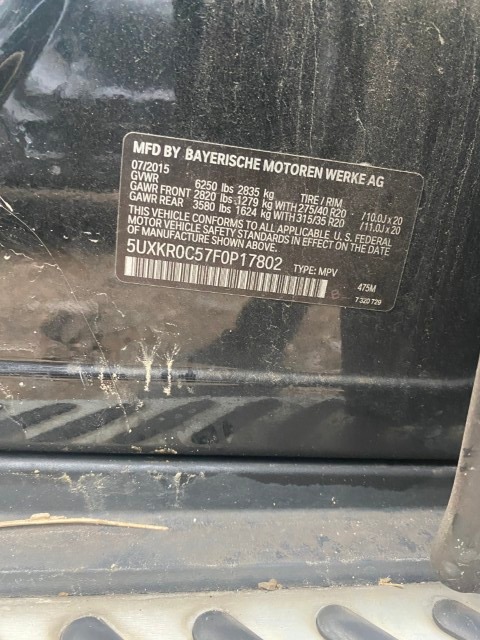 MFD BY BAYERISCHE MOTOREN WERKE AG
07/2015
GVWR 6250 lbs 2835 kg TIRE / RIM
GAWR FRONT 2820 lbs 1279 kg WITH 275/40 R20 /10.0J x 20
GAWR REAR 3580 lbs 1624 kg WITH 315/35 R20 /11.0J x 20
THIS VEHICLE CONFORMS TO ALL APPLICABLE U. S. FEDERAL
MOTOR VEHICLE SAFETY STANDARDS IN EFFECT ON THE DATE
OF MANUFACTURE SHOWN ABOVE.
5UXKR0C57F0P17802 TYPE: MPV
475M
7 320 729